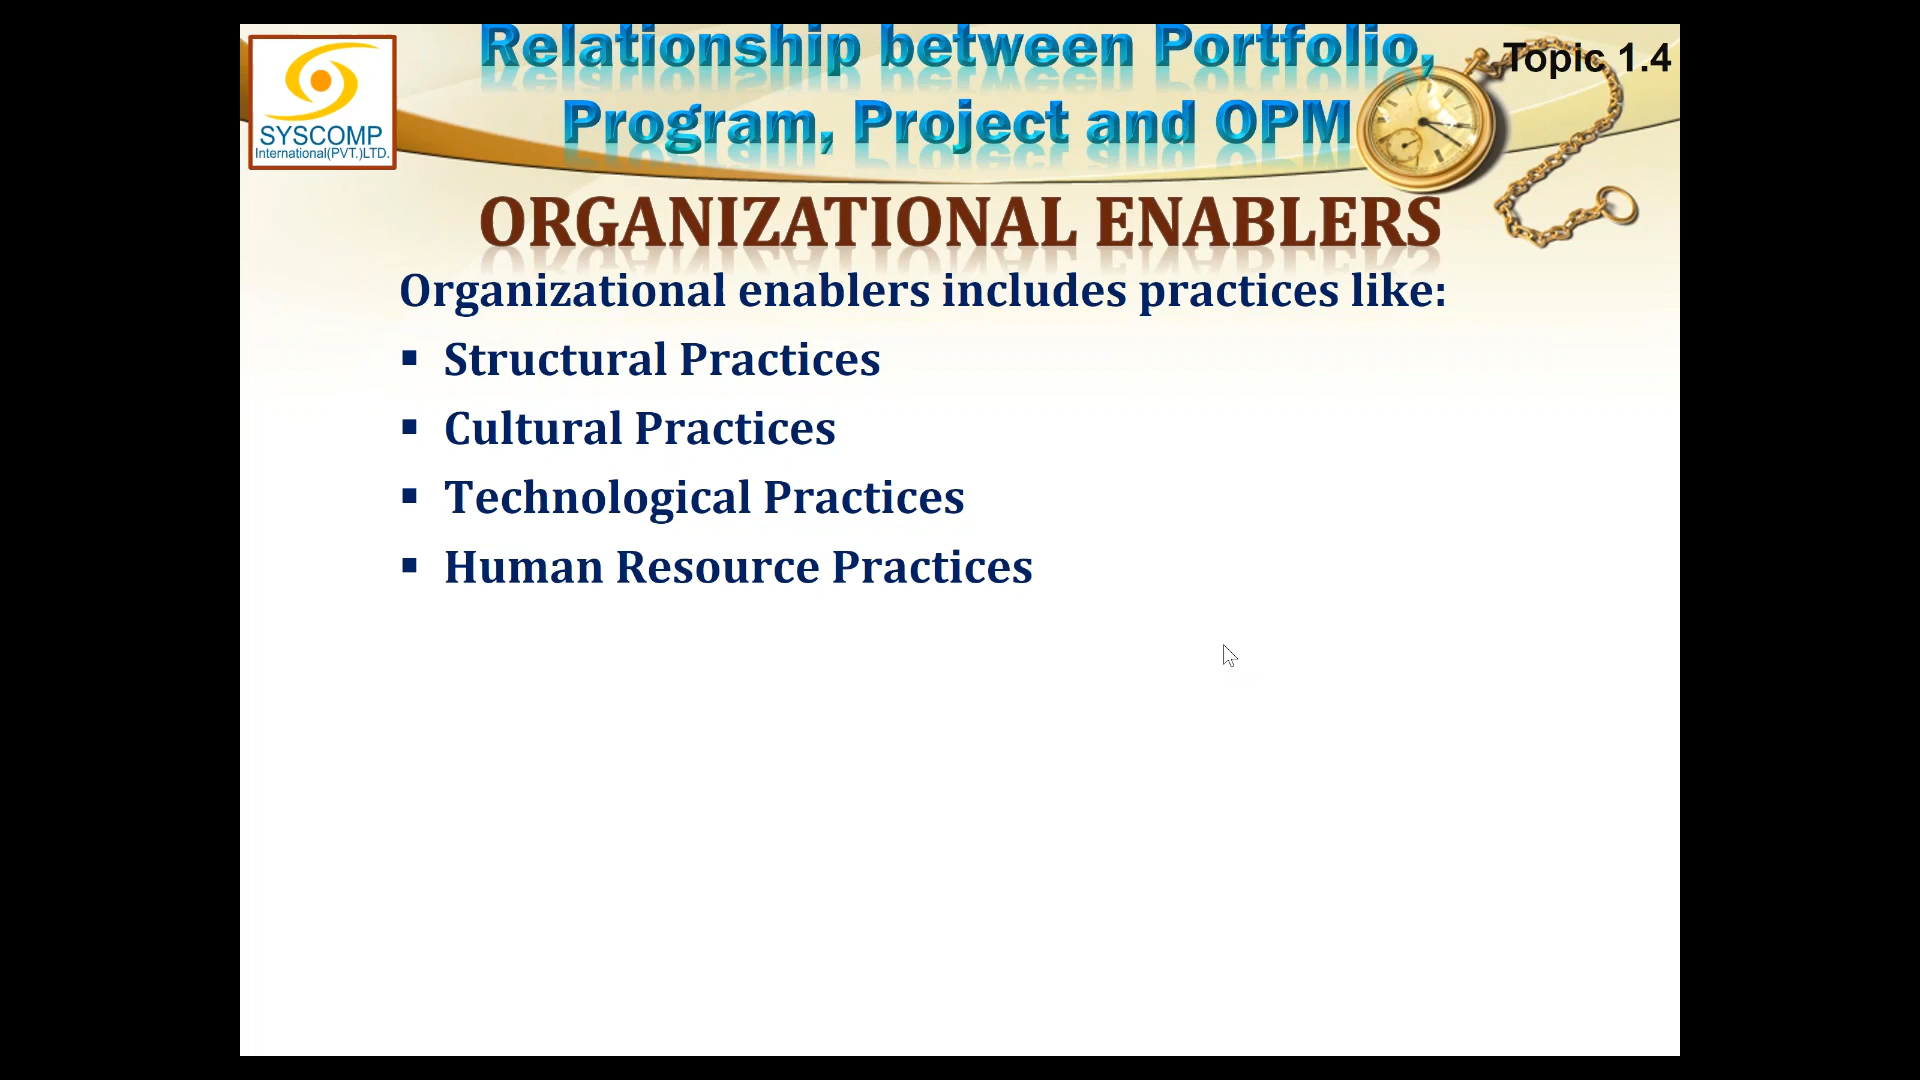 Relationship between Portfolio,
Program, Project and OPM
Topic 1.4
SYSCOMP
International(PVT.)LTD.
ORGANIZATIONAL ENABLERS
Organizational enablers includes practices like:
▪ Structural Practices
▪ Cultural Practices
▪ Technological Practices
▪ Human Resource Practices